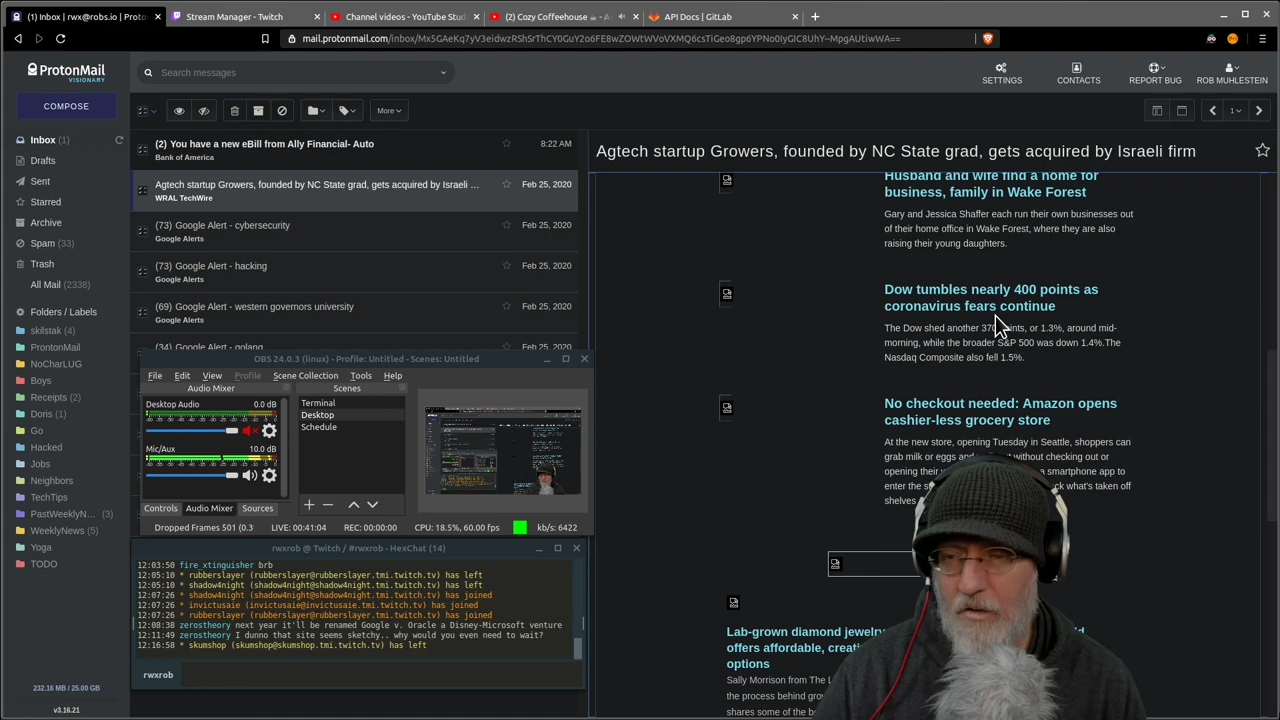 (1) Inbox | rwx@robs.io | Proto
Stream Manager - Twitch
Channel videos - YouTube Stud
(2) Cozy Coffeehouse
API Docs | GitLab
mail.protonmail.com/inbox/Mx5GAeKq7yV3eidwzRShSrThCY0GuY2o6FE8wZOWtWVoVXMQ6csTiGeo8gp6YPNo0IyGIC8UhY–MpgAUtiwWA==
ProtonMail
VISIONARY
Search messages
SETTINGS
CONTACTS
REPORT BUG
ROB MUHLESTEIN
COMPOSE
More
1
Inbox (1)
Drafts
Sent
Starred
Archive
Spam (33)
Trash
All Mail (2338)
Folders / Labels
skilstak (4)
ProntonMail
NoCharLUG
Boys
Receipts (2)
Doris (1)
Go
Hacked
Jobs
Neighbors
TechTips
PastWeeklyN... (3)
WeeklyNews (5)
Yoga
TODO
232.16 MB / 25.00 GB
v3.16.21
(2) You have a new eBill from Ally Financial- Auto
8:22 AM
Bank of America
Agtech startup Growers, founded by NC State grad, gets acquired by Israeli ...
Feb 25, 2020
WRAL TechWire
(73) Google Alert - cybersecurity
Feb 25, 2020
Google Alerts
(73) Google Alert - hacking
Feb 25, 2020
Google Alerts
(69) Google Alert - western governors university
Feb 25, 2020
Google Alerts
(34) Google Alert - golang
Feb 25, 2020
OBS 24.0.3 (linux) - Profile: Untitled - Scenes: Untitled
File Edit View Profile Scene Collection Tools Help
Audio Mixer
Scenes
Desktop Audio 0.0 dB
Mic/Aux 10.0 dB
Terminal
Desktop
Schedule
Controls Audio Mixer Sources
Dropped Frames 501 (0.3 LIVE: 00:41:04 REC: 00:00:00 CPU: 18.5%, 60.00 fps kb/s: 6422
rwxrob @ Twitch / #rwxrob - HexChat (14)
12:03:50 fire_xtinguisher brb
12:05:10 * rubberslayer (rubberslayer@rubberslayer.tmi.twitch.tv) has left
12:05:10 * shadow4night (shadow4night@shadow4night.tmi.twitch.tv) has left
12:07:26 * shadow4night (shadow4night@shadow4night.tmi.twitch.tv) has joined
12:07:26 * invictusaie (invictusaie@invictusaie.tmi.twitch.tv) has joined
12:07:26 * rubberslayer (rubberslayer@rubberslayer.tmi.twitch.tv) has joined
12:08:38 zerostheory next year it'll be renamed Google v. Oracle a Disney-Microsoft venture
12:11:49 zerostheory I dunno that site seems sketchy.. why would you even need to wait?
12:16:58 * skumshop (skumshop@skumshop.tmi.twitch.tv) has left
rwxrob
Agtech startup Growers, founded by NC State grad, gets acquired by Israeli firm
Husband and wife find a home for
business, family in Wake Forest
Gary and Jessica Shaffer each run their own businesses out
of their home office in Wake Forest, where they are also
raising their young daughters.
Dow tumbles nearly 400 points as
coronavirus fears continue
The Dow shed another 370 points, or 1.3%, around mid-
morning, while the broader S&P 500 was down 1.4%.The
Nasdaq Composite also fell 1.5%.
No checkout needed: Amazon opens
cashier-less grocery store
At the new store, opening Tuesday in Seattle, shoppers can
grab milk or eggs and without checking out or
opening their a smartphone app to
enter the what's taken off
shelves
Lab-grown diamond jewelry
offers affordable,
options
Sally Morrison from The
the process behind
shares some of the